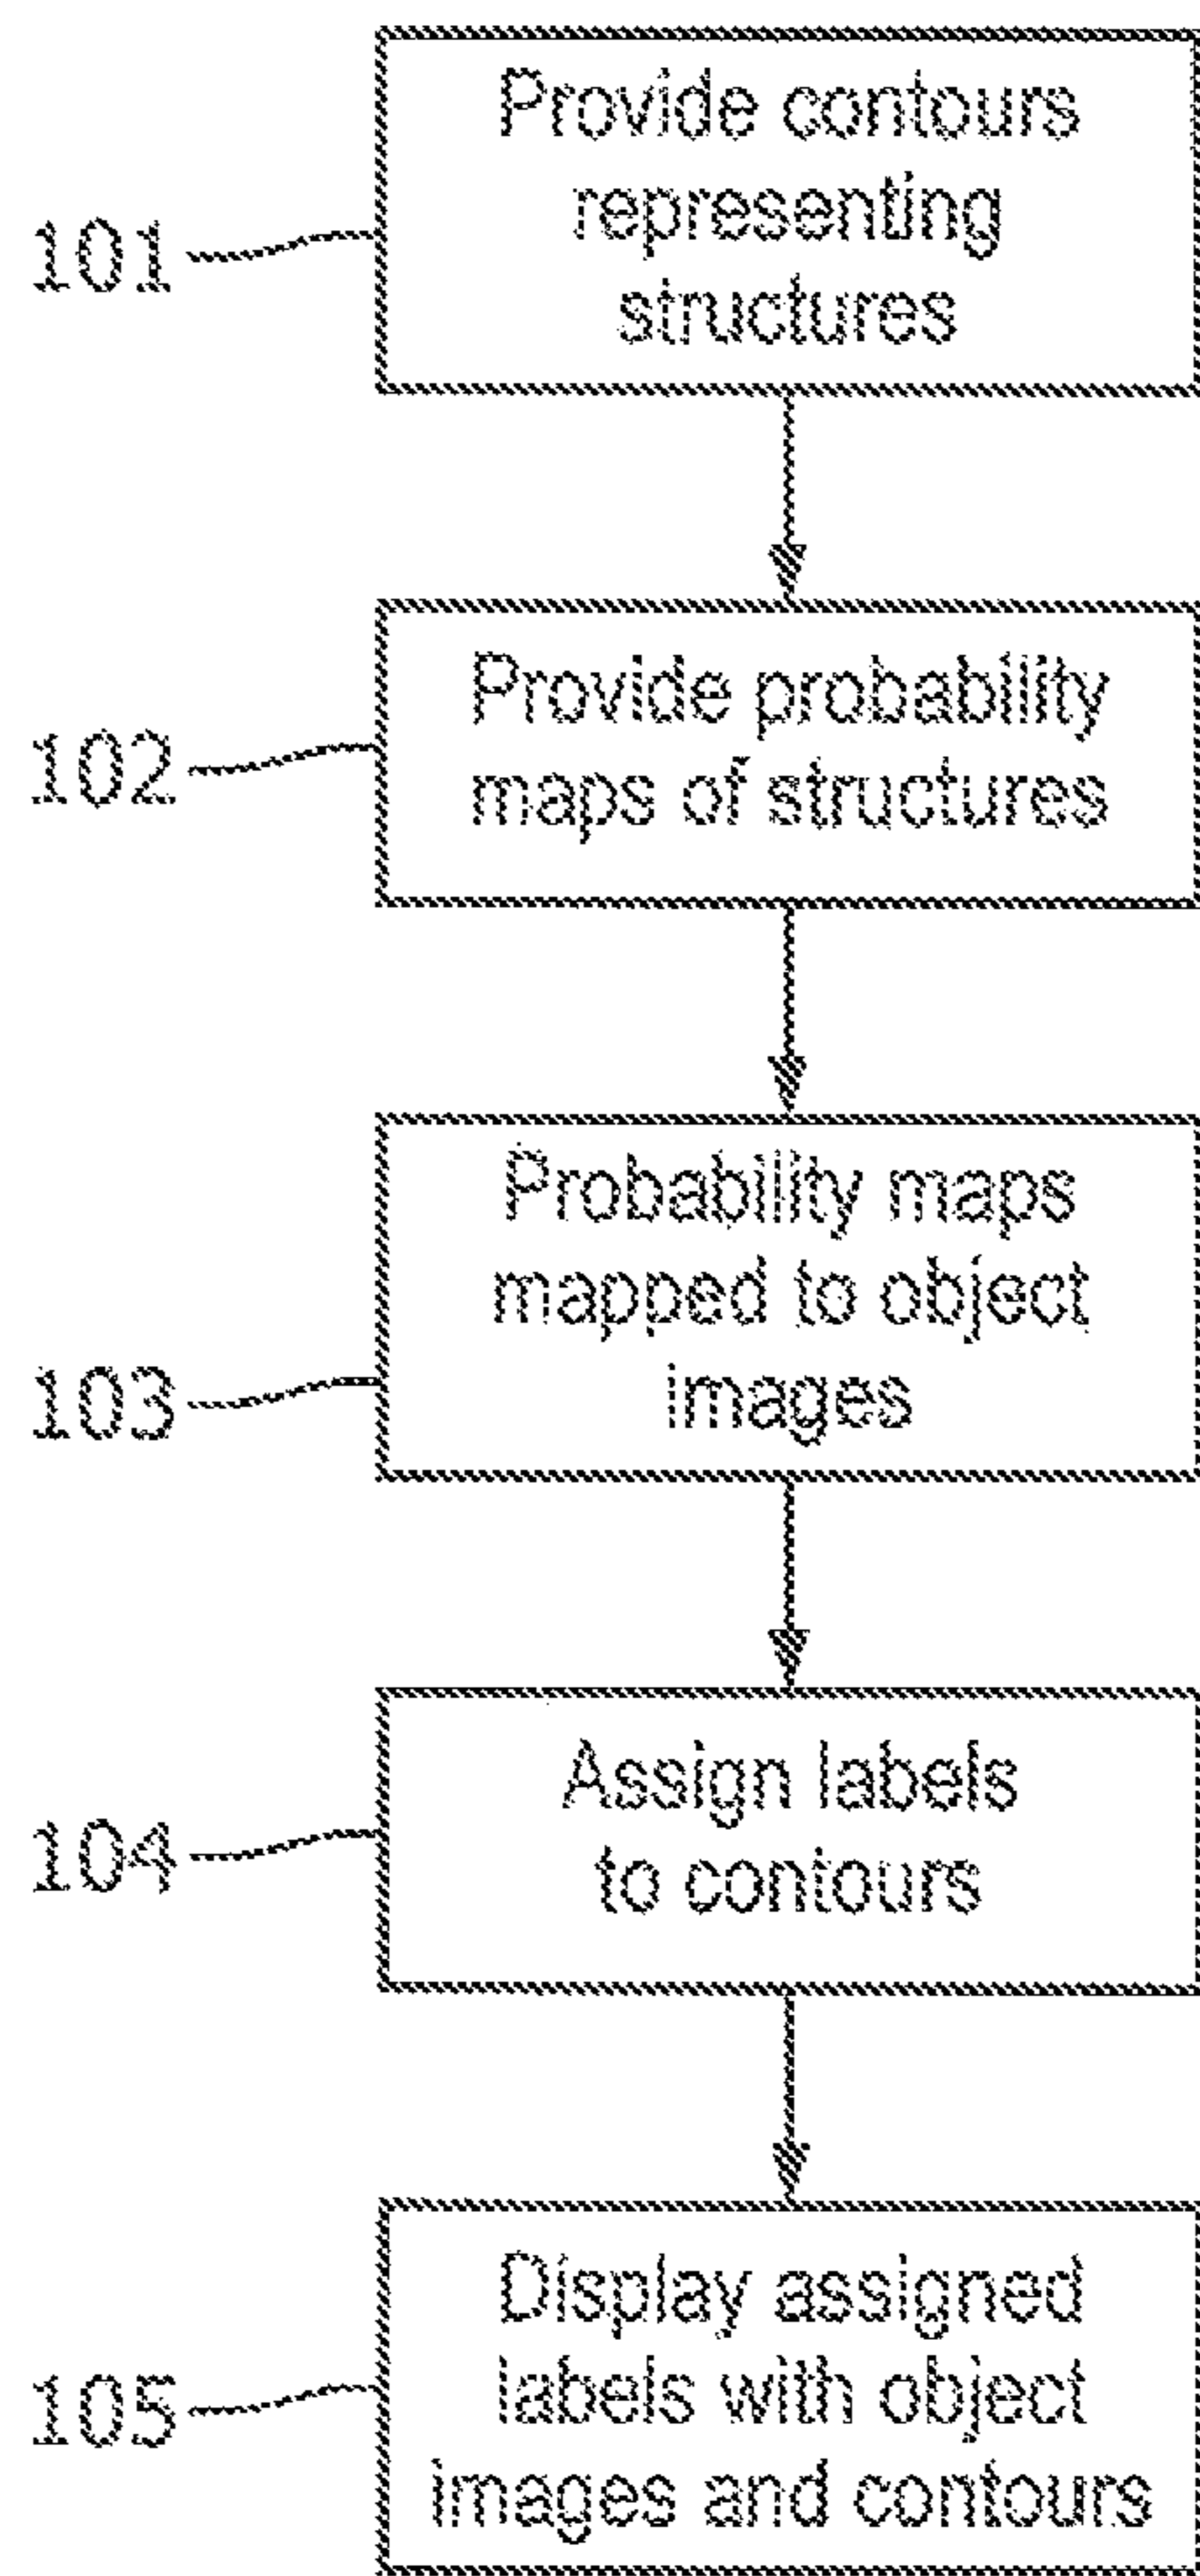 Provide contours
representing
101
structures
Provide probability
102
maps of structures
Probability maps
mapped to object
103
images
Assign labels
104
to contours
Display assigned
105
labels with object
images and contours